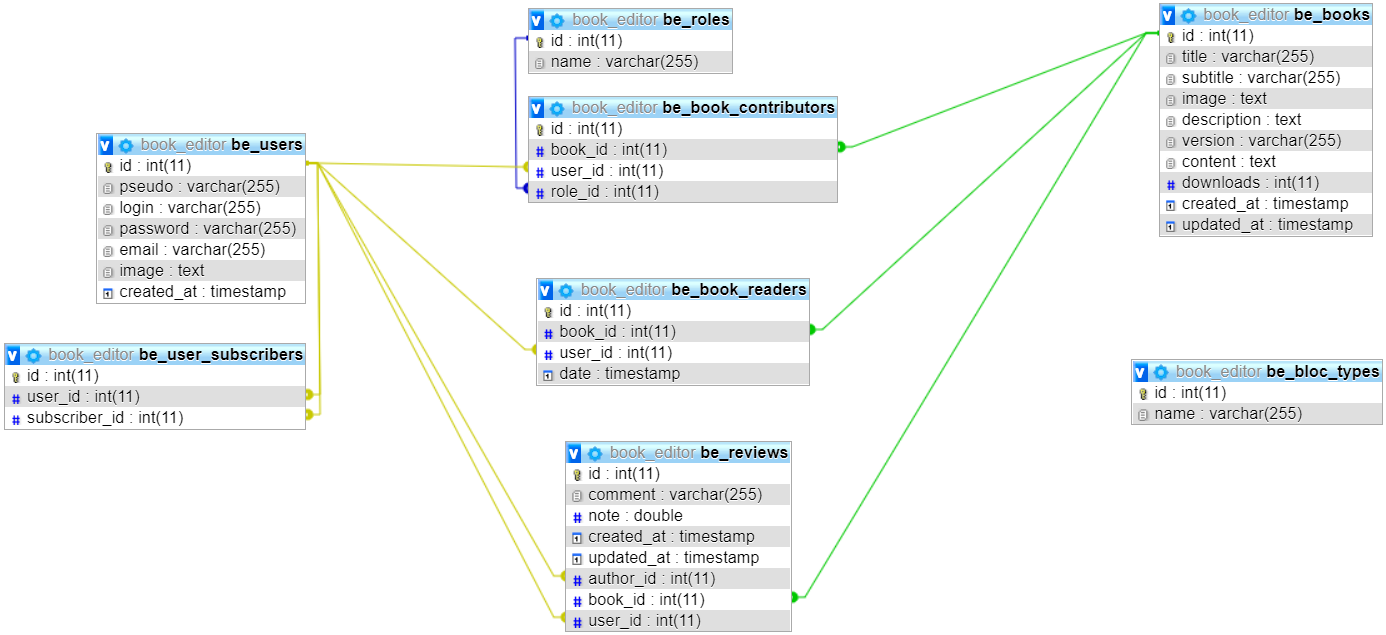 book_editor be_roles
id : int(11)
name : varchar(255)
book_editor be_books
id : int(11)
title : varchar(255)
subtitle : varchar(255)
image : text
description : text
version : varchar(255)
content : text
downloads : int(11)
created_at : timestamp
updated_at : timestamp
book_editor be_book_contributors
id : int(11)
book_id : int(11)
user_id : int(11)
role_id : int(11)
book_editor be_users
id : int(11)
pseudo : varchar(255)
login : varchar(255)
password : varchar(255)
email : varchar(255)
image : text
created_at : timestamp
book_editor be_book_readers
id : int(11)
book_id : int(11)
user_id : int(11)
date : timestamp
book_editor be_user_subscribers
id : int(11)
user_id : int(11)
subscriber_id : int(11)
book_editor be_bloc_types
id : int(11)
name : varchar(255)
book_editor be_reviews
id : int(11)
comment : varchar(255)
note : double
created_at : timestamp
updated_at : timestamp
author_id : int(11)
book_id : int(11)
user_id : int(11)